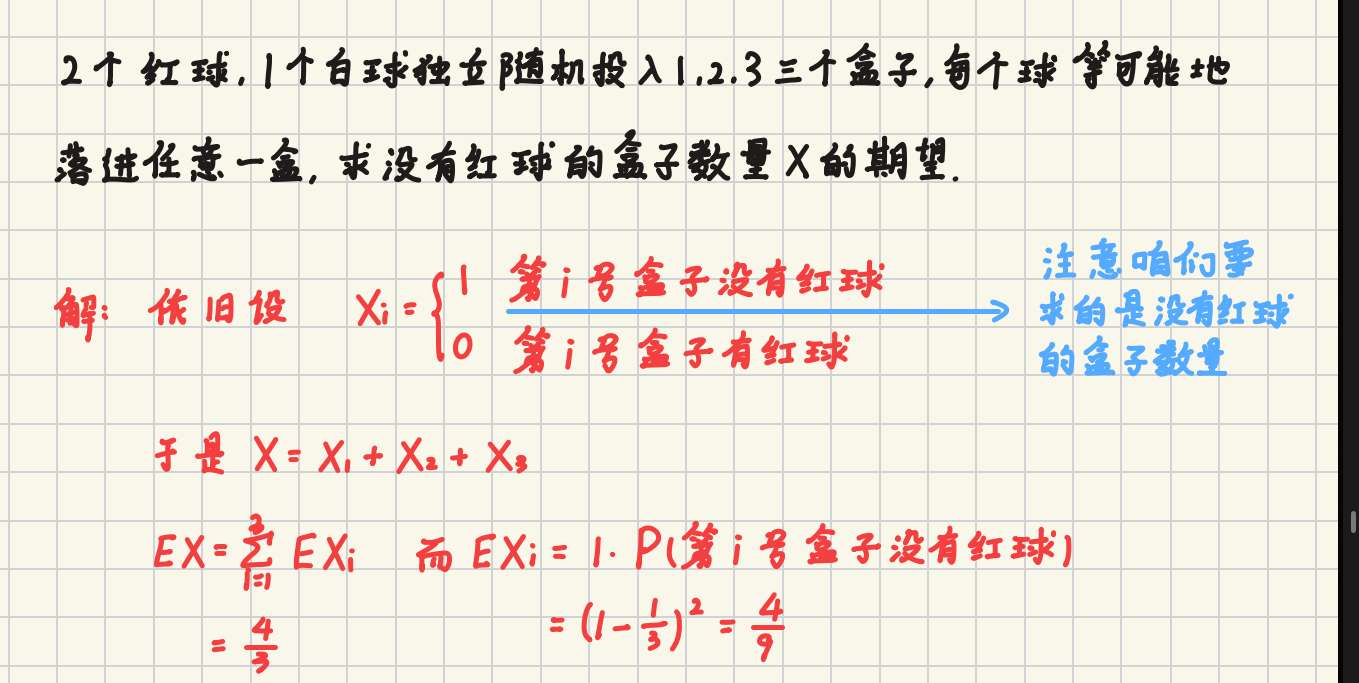 2个红球,1个白球独立随机投入1,2,3三个盒子,每个球等可能地
落进任意一盒,求没有红球的盒子数量X的期望.
解: 依旧设 Xi = { 1 第i号盒子没有红球
0 第i号盒子有红球
注意咱们要
求的是没有红球
的盒子数量
于是 X = X₁ + X₂ + X₃
EX = ∑_{i=1}^{3} EXi 而 EXi = 1·P(第i号盒子没有红球)
= (1 - 1/3)² = 4/9
= 4/3